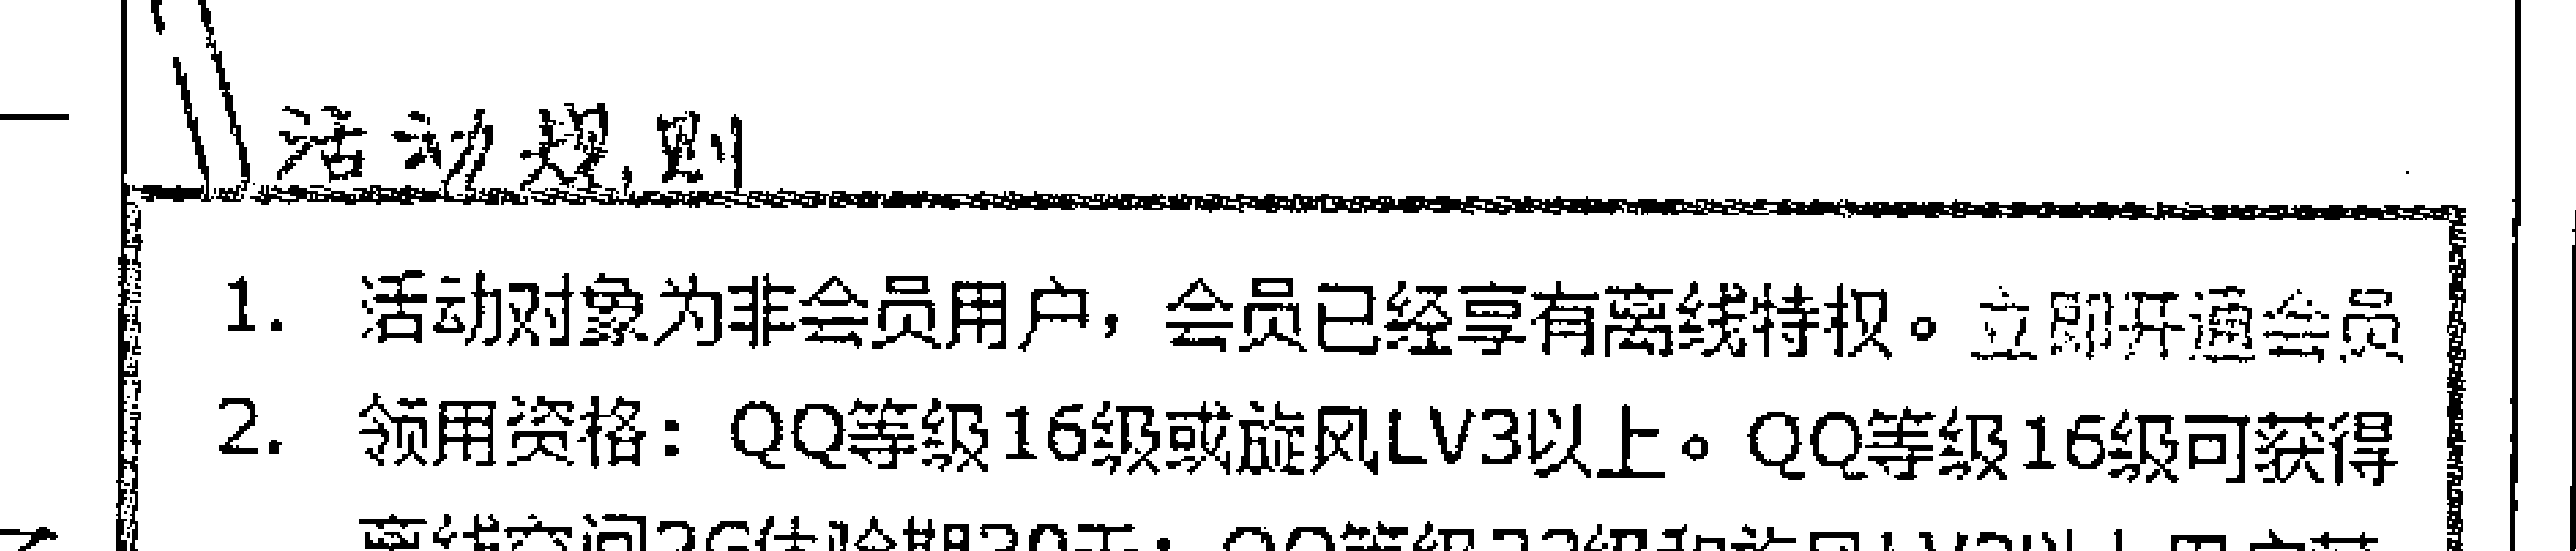 活动规则
1. 活动对象为非会员用户，会员已经享有离线特权。立即开通会员
2. 领用资格：QQ等级16级或旋风LV3以上。QQ等级16级可获得